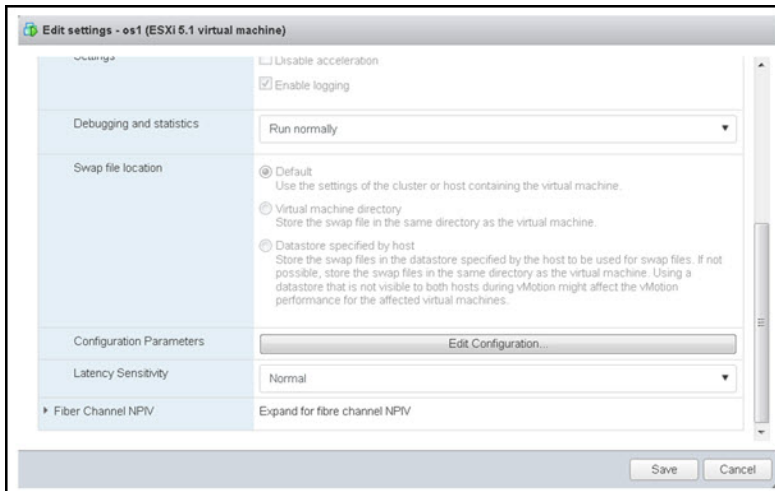 Edit settings - os1 (ESXi 5.1 virtual machine)
Settings
Disable acceleration
Enable logging
Debugging and statistics
Run normally
Swap file location
Default
Use the settings of the cluster or host containing the virtual machine.
Virtual machine directory
Store the swap file in the same directory as the virtual machine.
Datastore specified by host
Store the swap files in the datastore specified by the host to be used for swap files. If not
possible, store the swap files in the same directory as the virtual machine. Using a
datastore that is not visible to both hosts during vMotion might affect the vMotion
performance for the affected virtual machines.
Configuration Parameters
Edit Configuration...
Latency Sensitivity
Normal
Fiber Channel NPIV
Expand for fibre channel NPIV
Save
Cancel